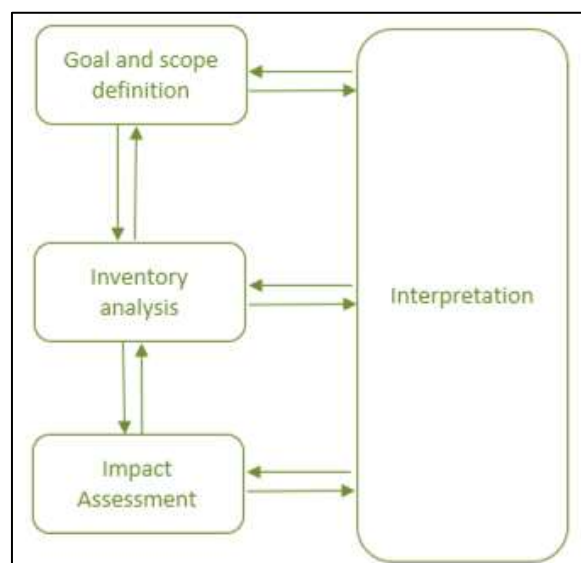 Goal and scope
definition
Inventory
analysis
Interpretation
Impact
Assessment